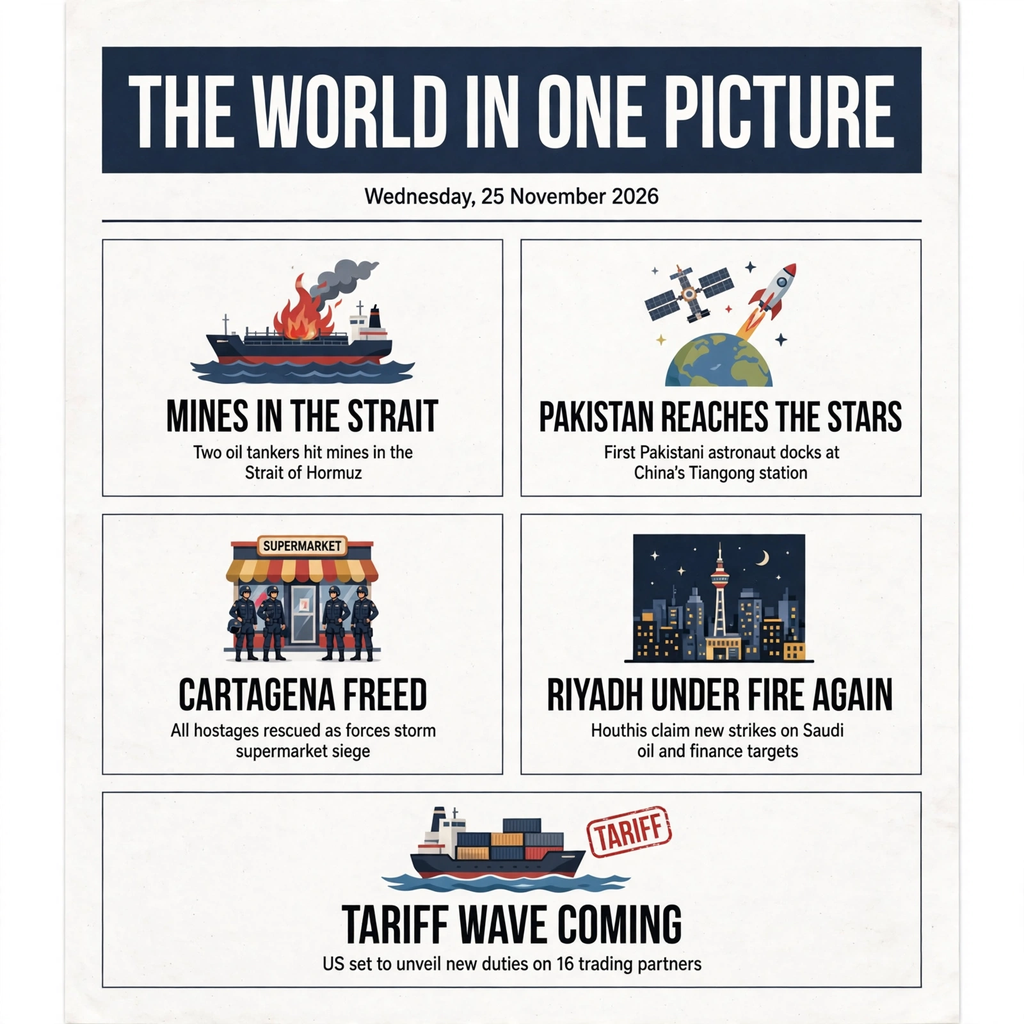 THE WORLD IN ONE PICTURE
Wednesday, 25 November 2026
MINES IN THE STRAIT
Two oil tankers hit mines in the
Strait of Hormuz
PAKISTAN REACHES THE STARS
First Pakistani astronaut docks at
China's Tiangong station
SUPERMARKET
CARTAGENA FREED
All hostages rescued as forces storm
supermarket siege
RIYADH UNDER FIRE AGAIN
Houthis claim new strikes on Saudi
oil and finance targets
TARIFF
TARIFF WAVE COMING
US set to unveil new duties on 16 trading partners